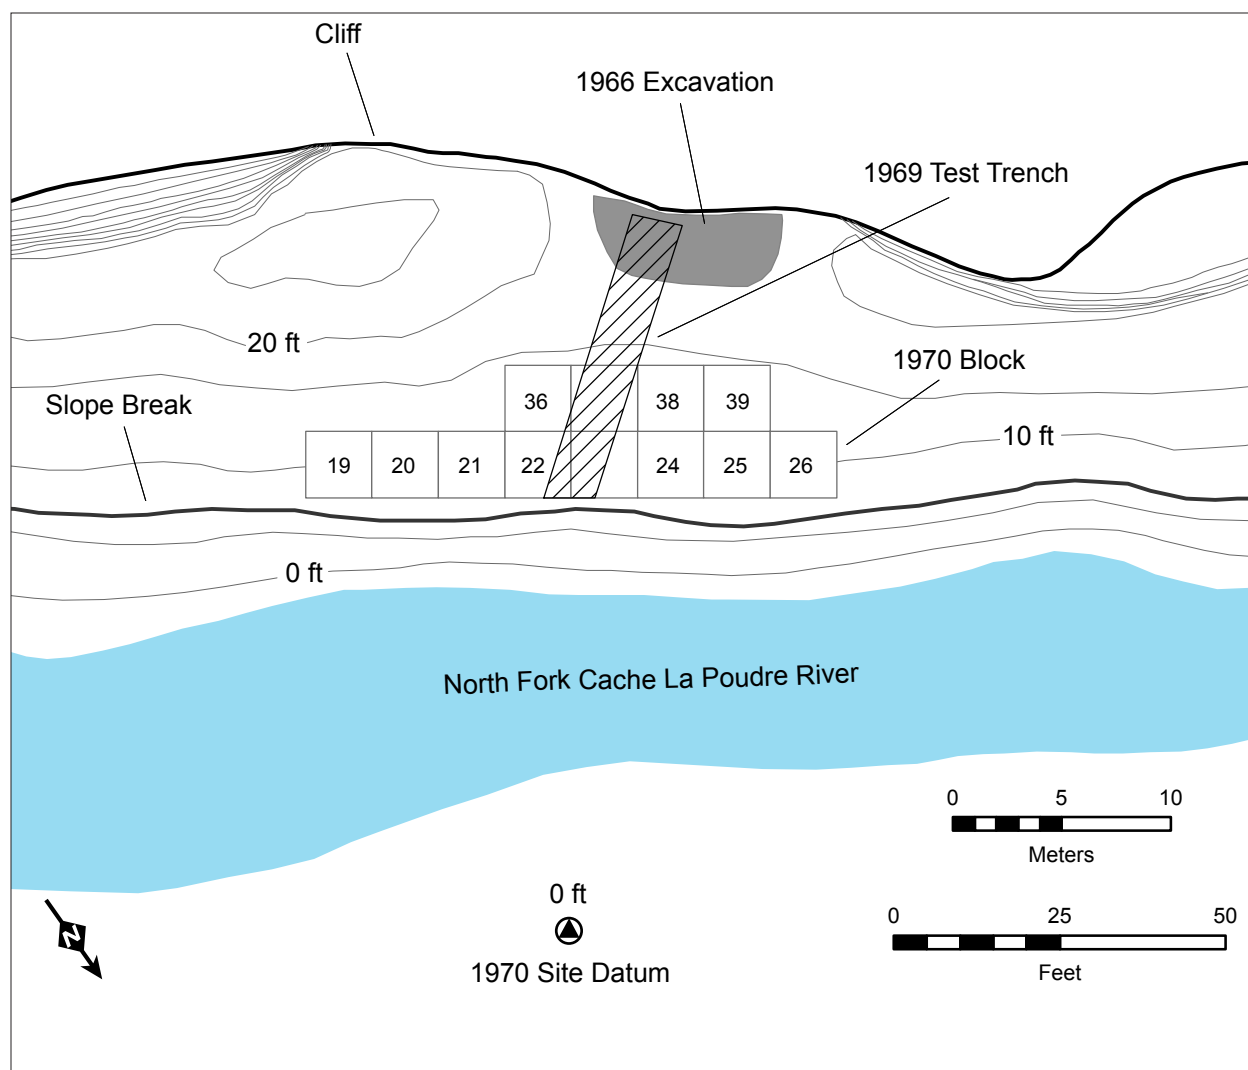 Cliff
1966 Excavation
1969 Test Trench
20 ft
1970 Block
Slope Break
36
38
39
10 ft
19
20
21
22
24
25
26
0 ft
North Fork Cache La Poudre River
0 5 10
Meters
0 ft
N
1970 Site Datum
0 25 50
Feet